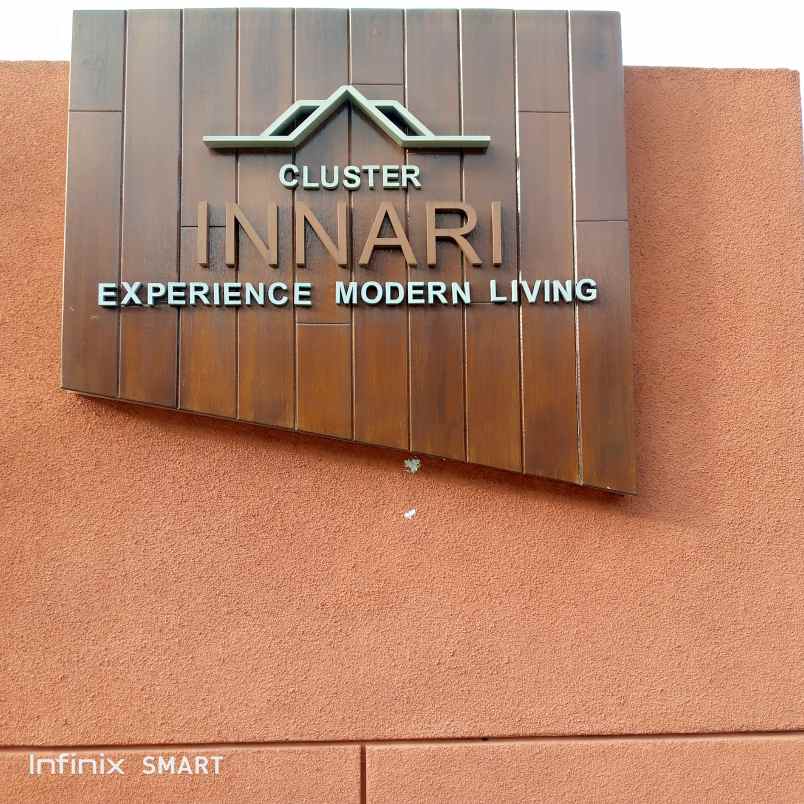 CLUSTER
INNARI
EXPERIENCE MODERN LIVING
Infinix SMART